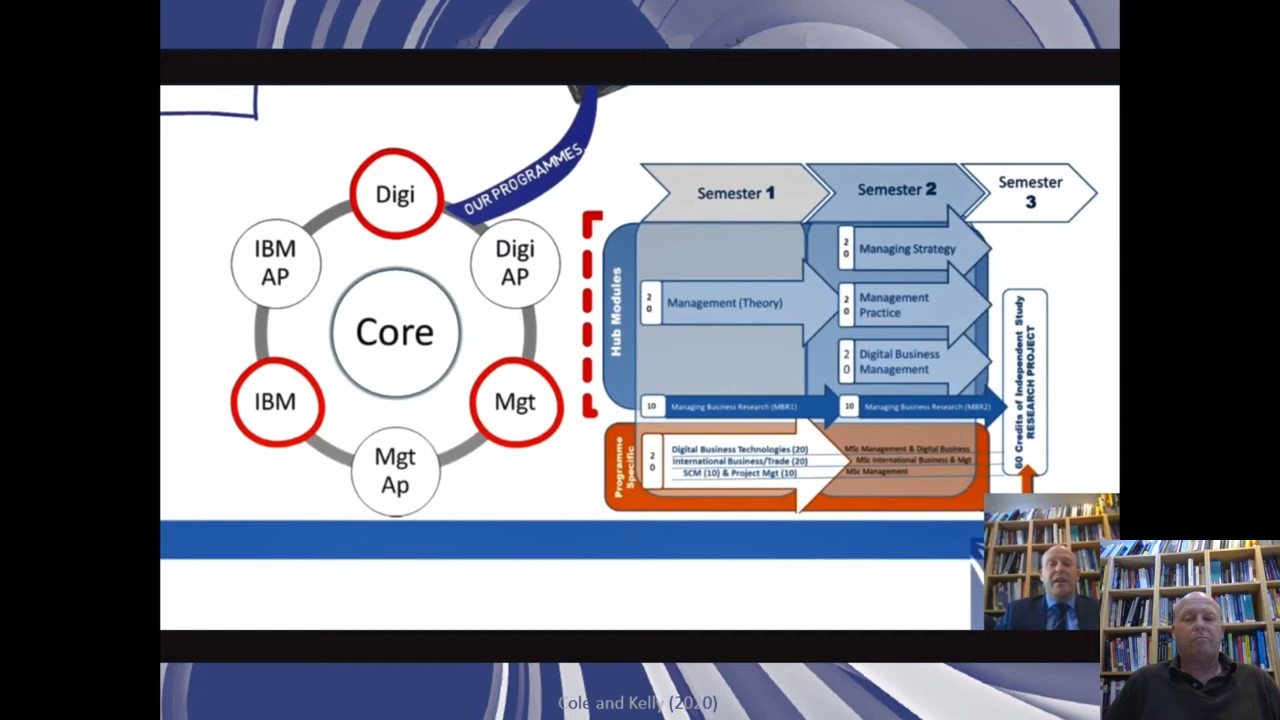 OUR PROGRAMMES
Digi
Digi
AP
Mgt
Mgt
Ap
IBM
IBM
AP
Core
Semester 1
Semester 2
Semester
3
Hub Modules
20
Management (Theory)
20
Managing Strategy
20
Management
Practice
20
Digital Business
Management
10
Managing Business Research (MBR1)
10
Managing Business Research (MBR2)
Programme
Specific
20
Digital Business Technologies (20)
International Business/Trade (20)
SCM (10) & Project Mgt (10)
MSc Management & Digital Business
MSc International Business & Mgt
MSc Management
60 Credits of Independent Study
RESEARCH PROJECT
Cole and Kelly (2020)